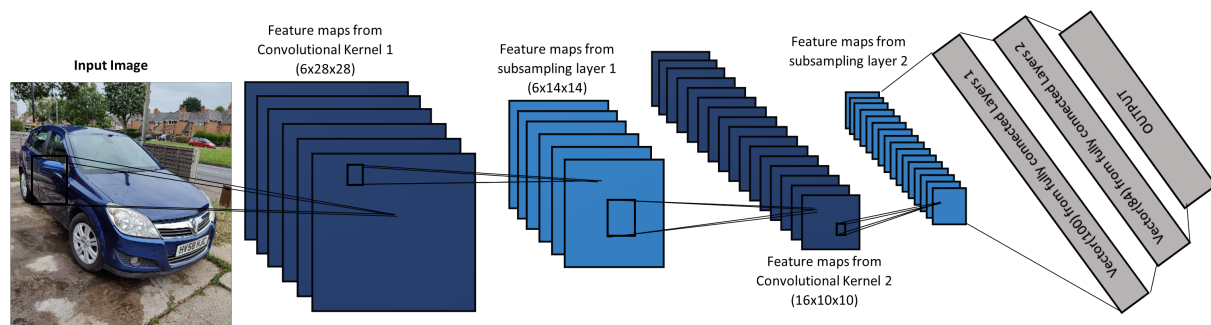 Input Image
Feature maps from
Convolutional Kernel 1
(6x28x28)
Feature maps from
subsampling layer 1
(6x14x14)
Feature maps from
Convolutional Kernel 2
(16x10x10)
Feature maps from
subsampling layer 2
Vector(100) from fully connected Layers 1
Vector(84) from fully connected Layers 2
OUTPUT
HV58 HJZ